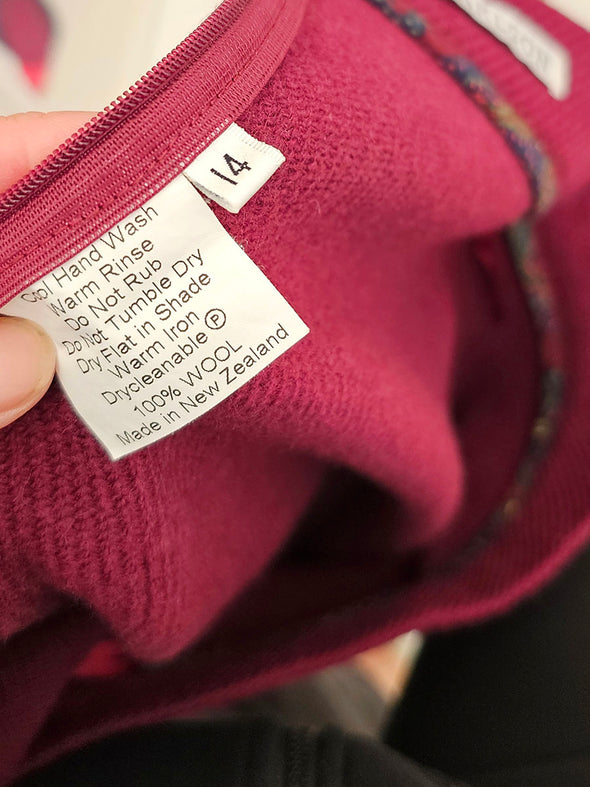 14
Cool Hand Wash
Warm Rinse
Do Not Rub
Do Not Tumble Dry
Dry Flat in Shade
Warm Iron
Drycleanable Ⓟ
100% WOOL
Made in New Zealand